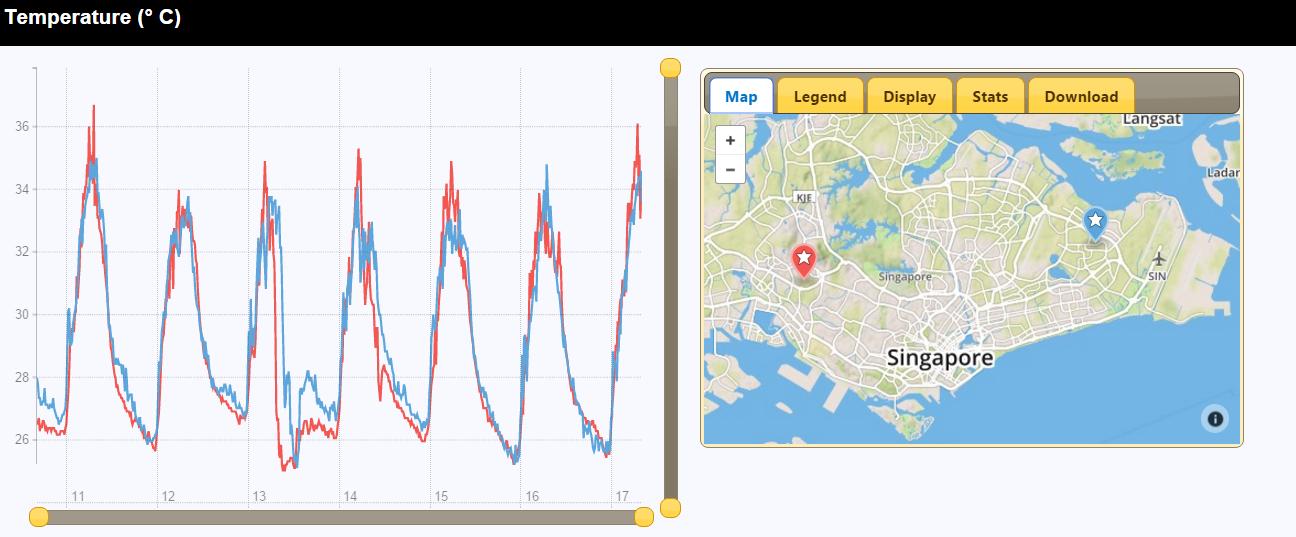 Temperature (° C)
36
34
32
30
28
26
11 12 13 14 15 16 17
Map Legend Display Stats Download
+
−
Langsat
Ladar
KJE
SIN
Singapore
Singapore